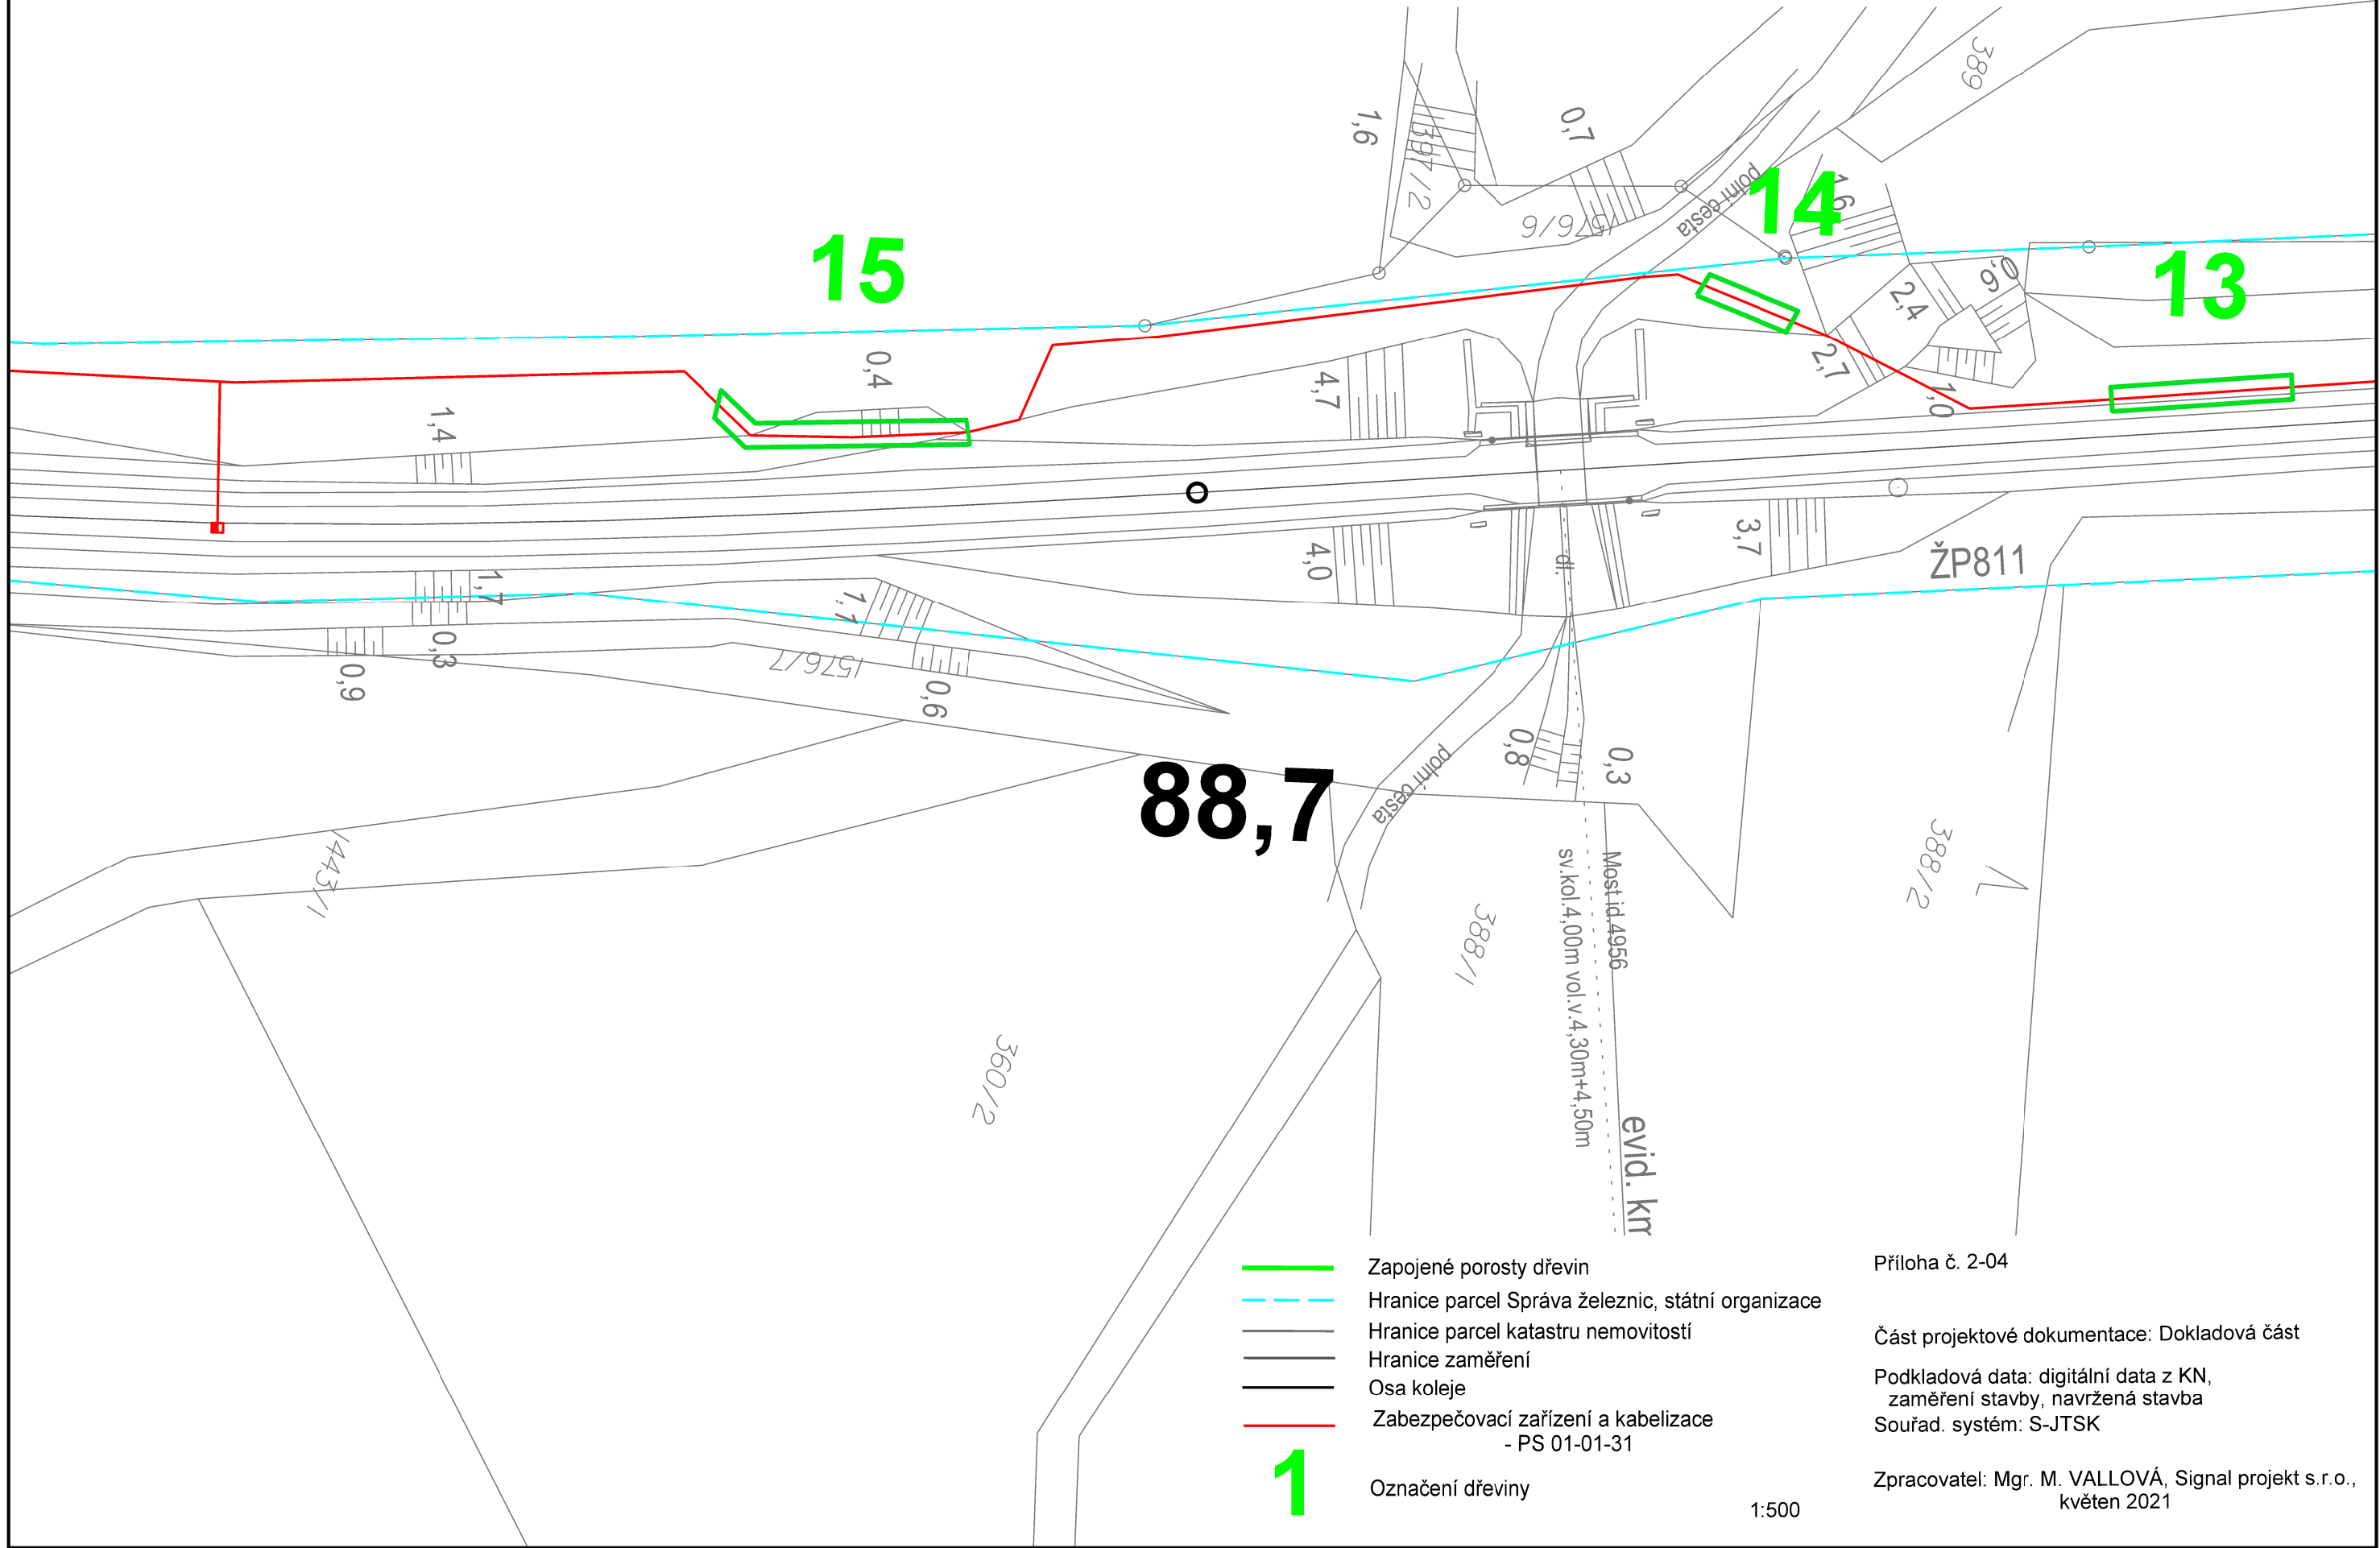 389
1,6
397/2
0,7
1576/6
polní cesta
14
1,6
15
13
0,6
2,4
2,7
1,0
0,4
1,4
4,7
4,0
3,7
dl.
ŽP811
1,7
0,3
0,9
1,1
1576/7
0,6
0,8
0,3
polní cesta
88,7
443/1
388/2
388/1
Most id.4956
sv.kol.4,00m vol.v.4,30m+4,50m
360/2
evid. km
Zapojené porosty dřevin
Hranice parcel Správa železnic, státní organizace
Hranice parcel katastru nemovitostí
Hranice zaměření
Osa koleje
Zabezpečovací zařízení a kabelizace
- PS 01-01-31
1
Označení dřeviny
1:500
Příloha č. 2-04
Část projektové dokumentace: Dokladová část
Podkladová data: digitální data z KN,
zaměření stavby, navržená stavba
Souřad. systém: S-JTSK
Zpracovatel: Mgr. M. VALLOVÁ, Signal projekt s.r.o.,
květen 2021